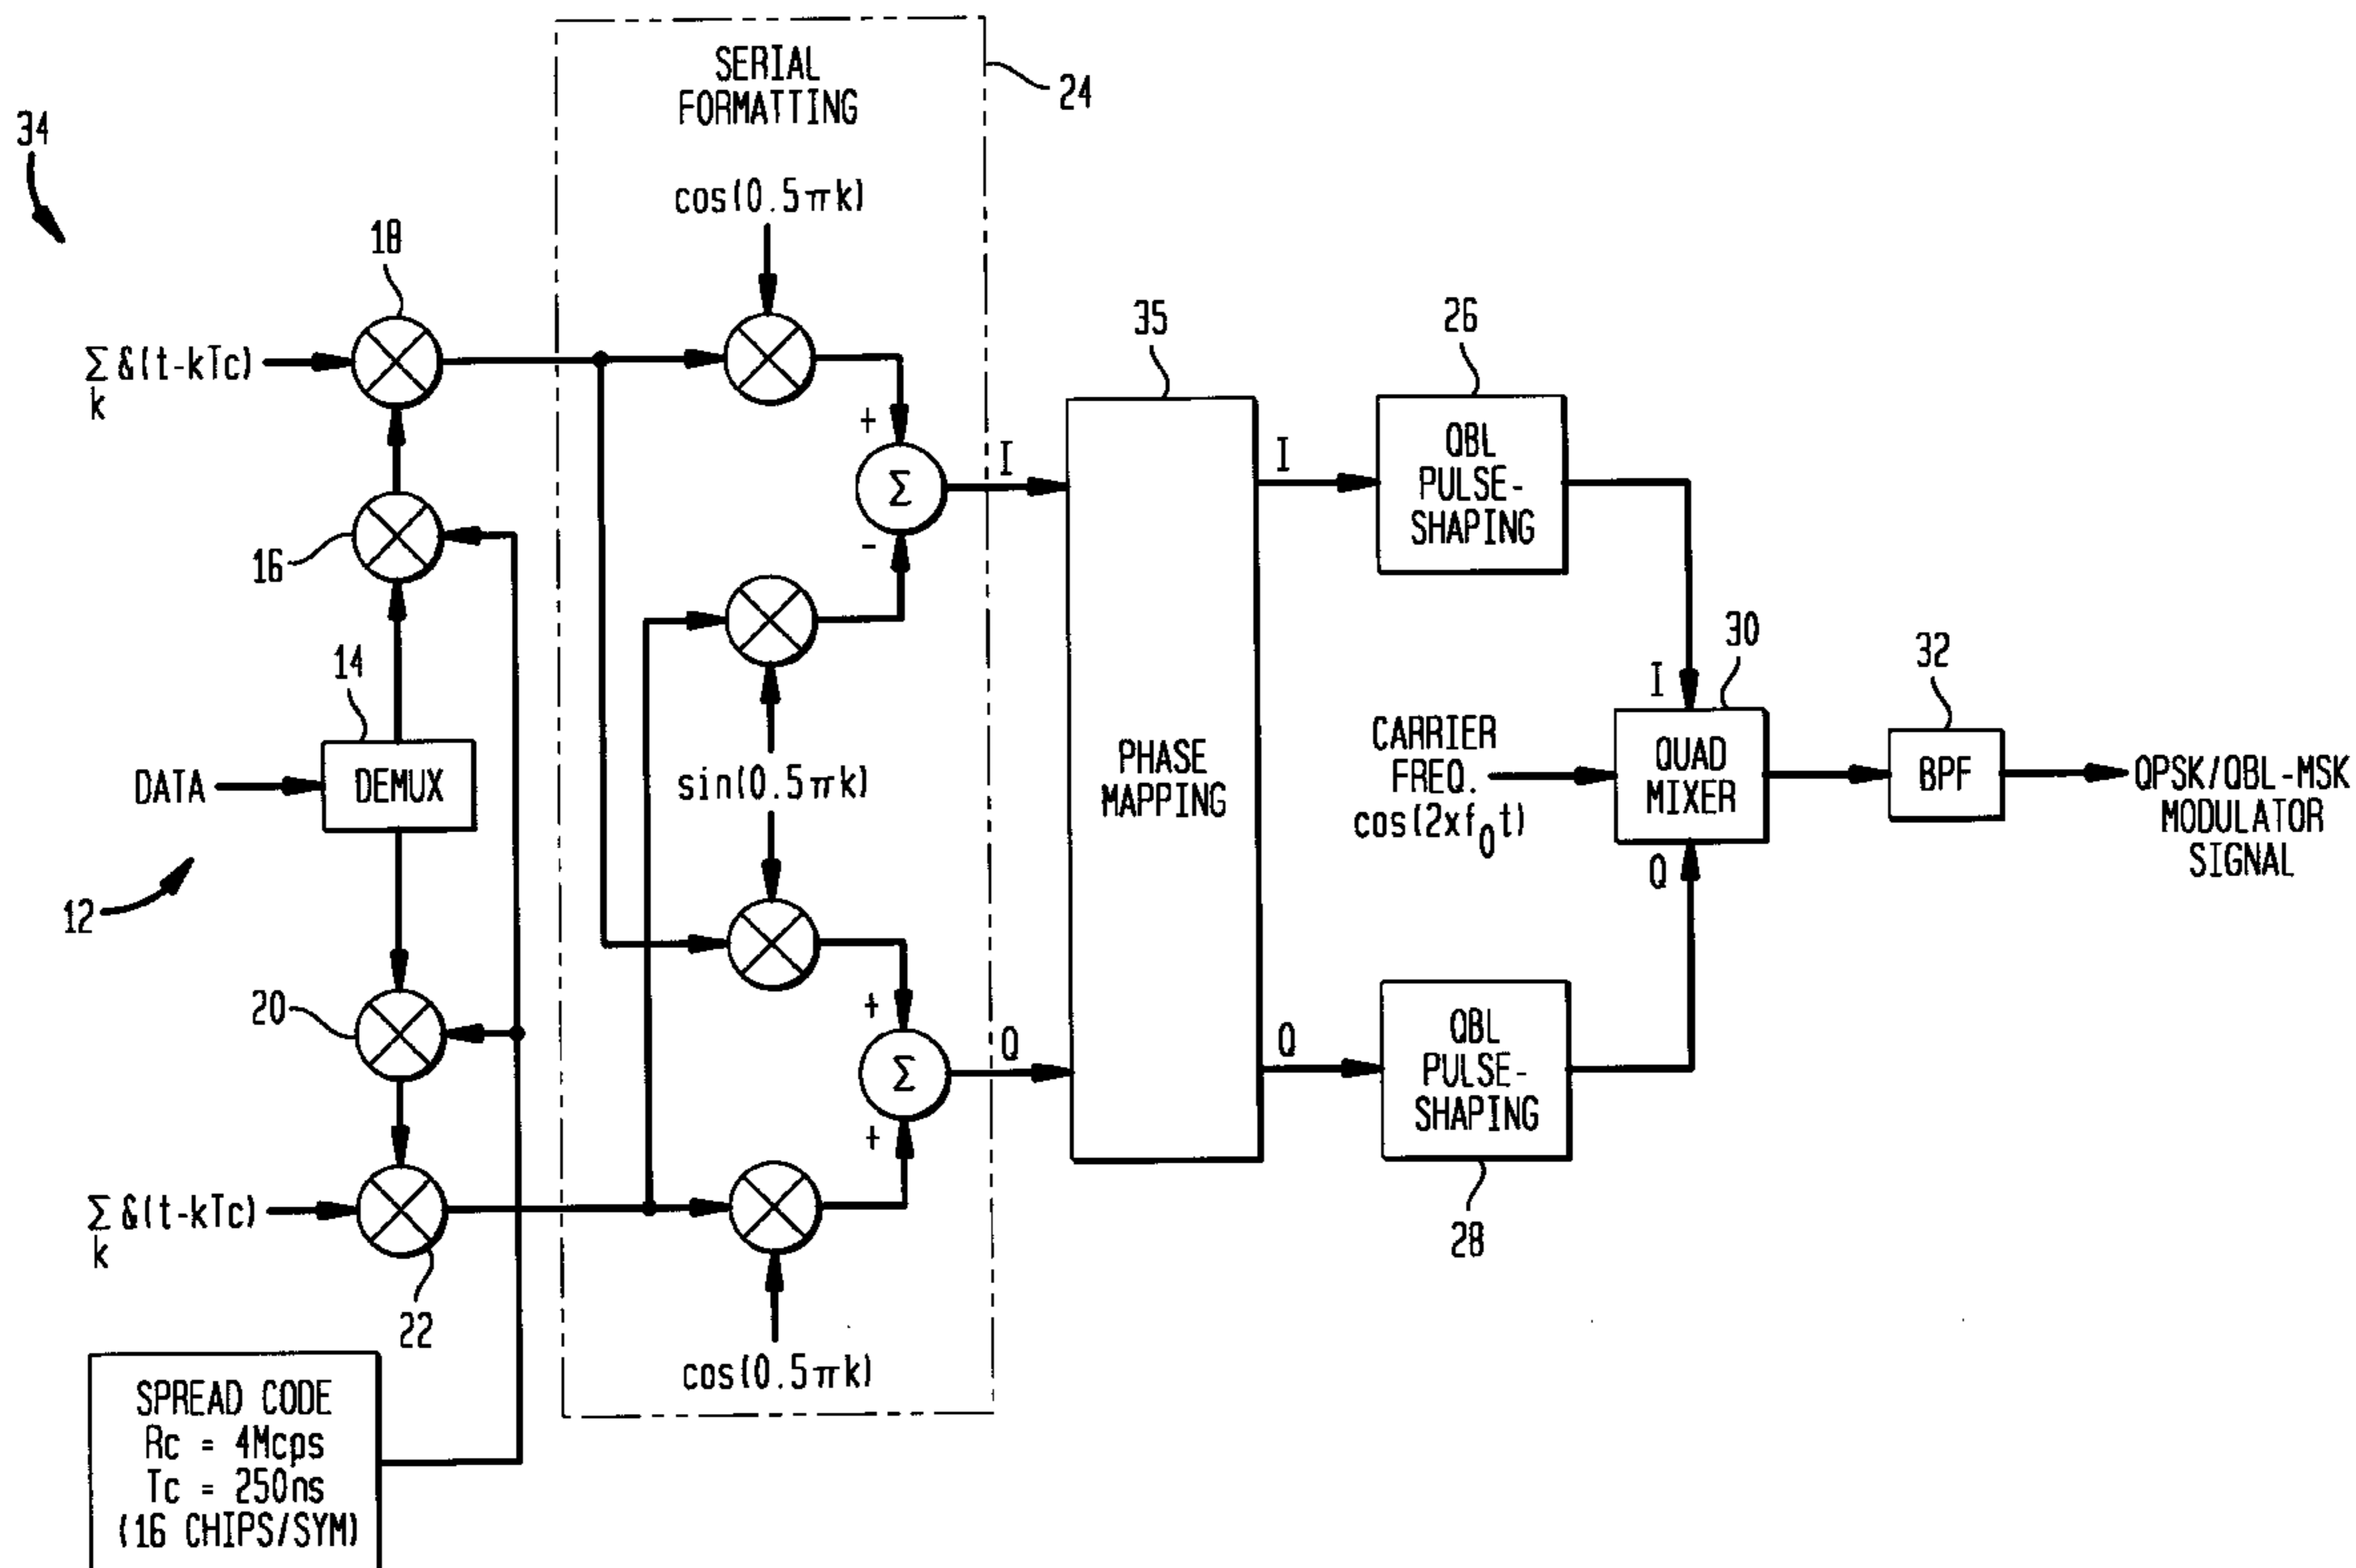 SERIAL
FORMATTING
24
34
cos(0.5πk)
18
Σ &(t-kTc)
k
+
Σ
-
I
16
35
PHASE
MAPPING
I
26
QBL
PULSE-
SHAPING
14
DATA
DEMUX
12
sin(0.5πk)
CARRIER
FREQ.
cos(2xf0t)
I
30
QUAD
MIXER
Q
32
BPF
QPSK/QBL-MSK
MODULATOR
SIGNAL
20
+
Σ
+
Q
Q
QBL
PULSE-
SHAPING
28
Σ &(t-kTc)
k
22
cos(0.5πk)
SPREAD CODE
Rc = 4Mcps
Tc = 250ns
(16 CHIPS/SYM)